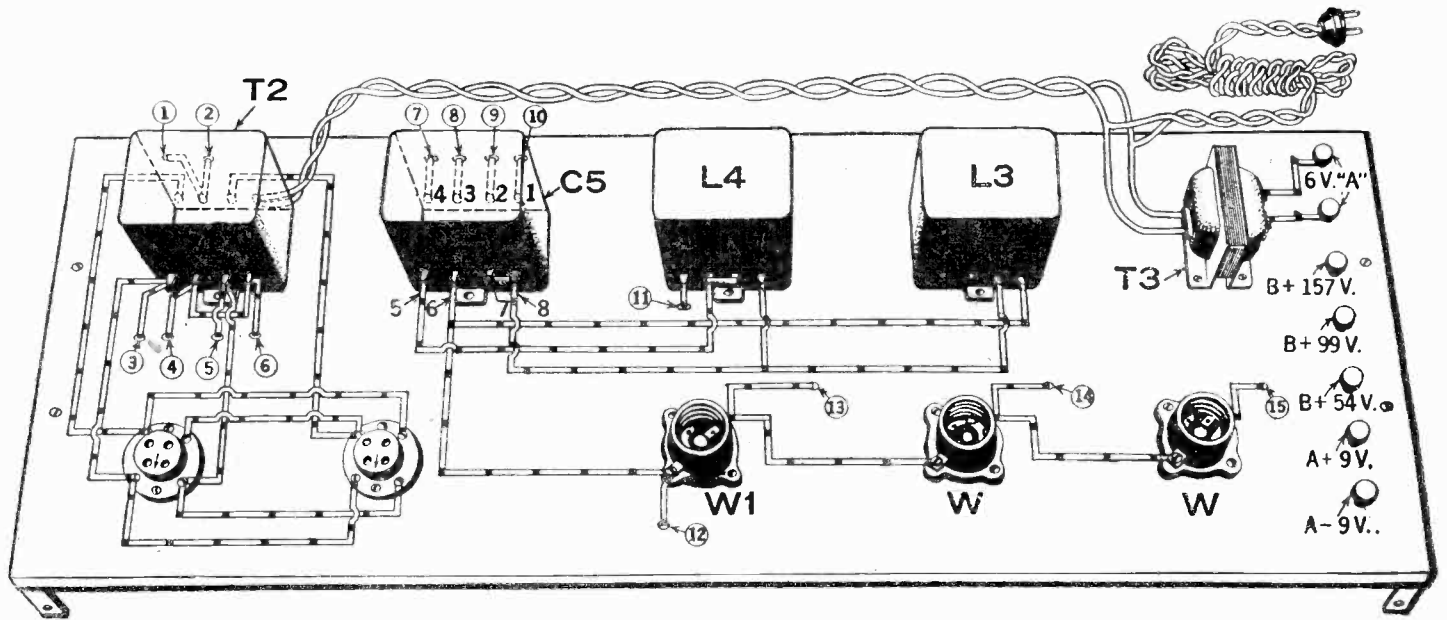 T2
① ②
⑦ ⑧ ⑨ ⑩
4 3 2 1
C5
L4
L3
6 V. "A"
T3
B+ 157 V.
B+ 99 V.
B+ 54 V.
A+ 9 V.
A- 9 V..
5 6 7 8
⑪
③ ④ ⑤ ⑥
⑬ ⑭ ⑮
W1 W W
⑫